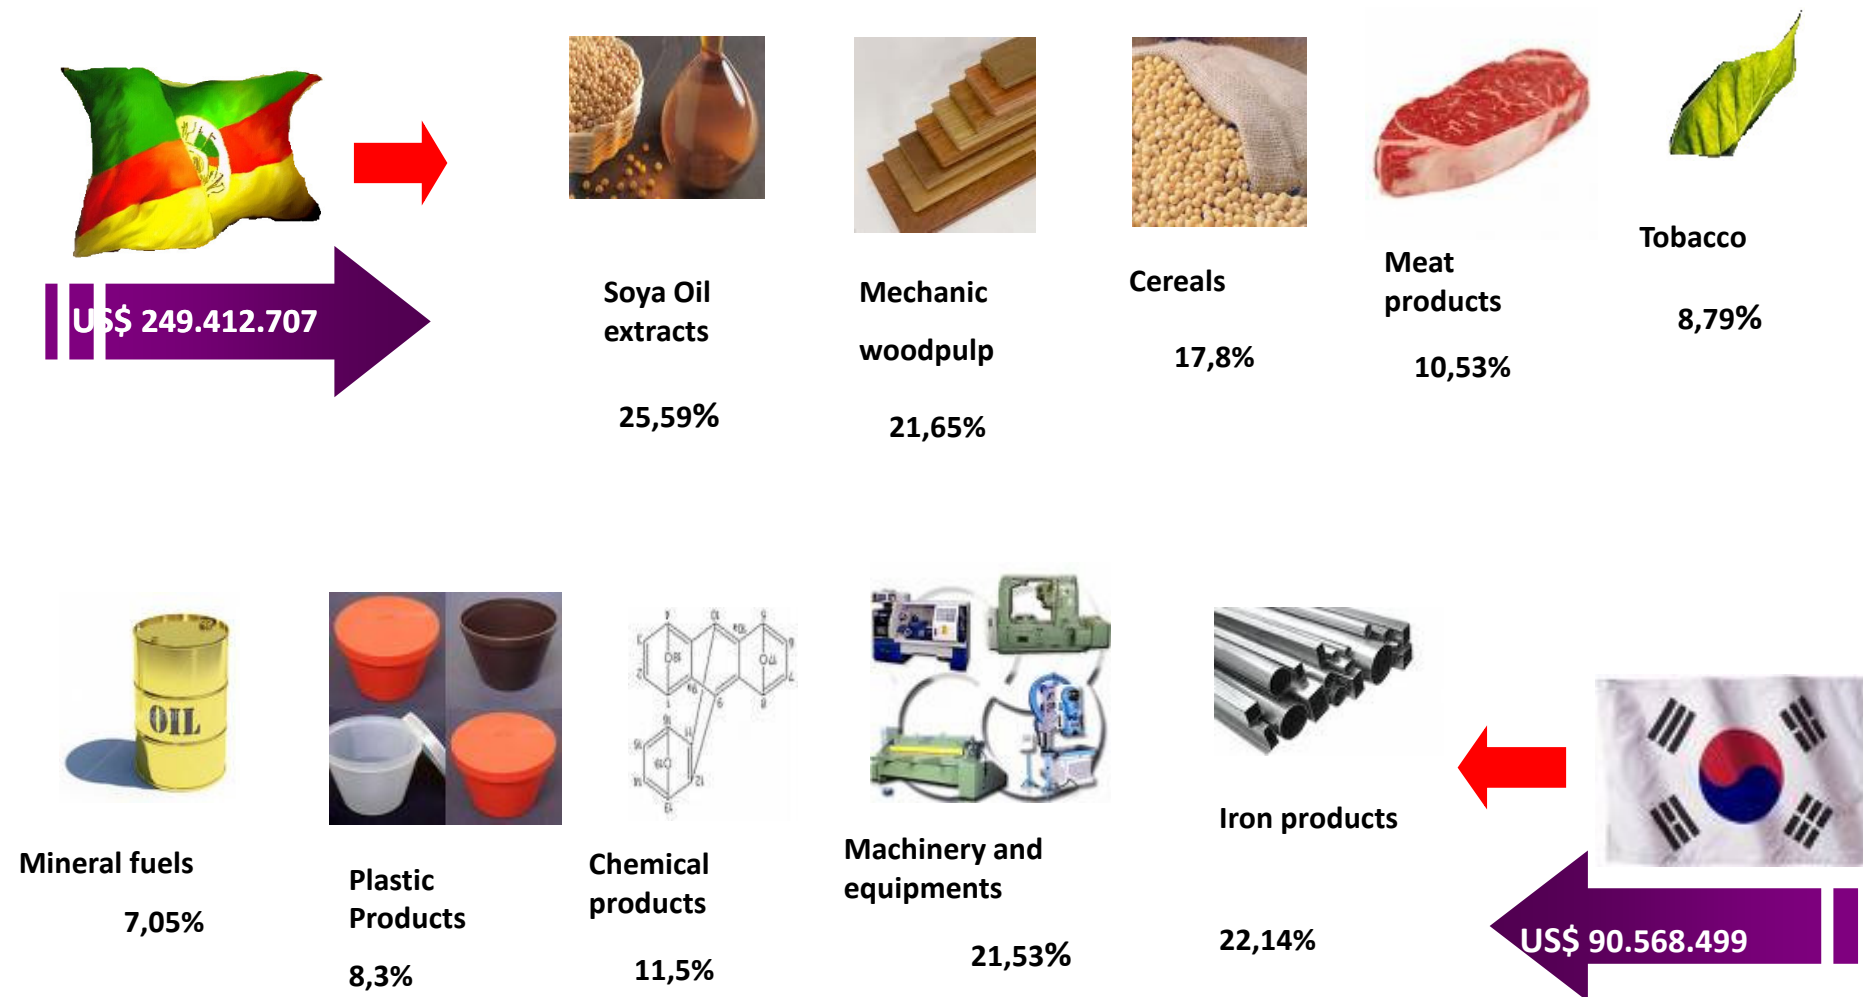 US$ 249.412.707
Soya Oil
extracts
25,59%
Mechanic
woodpulp
21,65%
Cereals
17,8%
Meat
products
10,53%
Tobacco
8,79%
OIL
Mineral fuels
7,05%
Plastic
Products
8,3%
Chemical
products
11,5%
Machinery and
equipments
21,53%
Iron products
22,14%
US$ 90.568.499